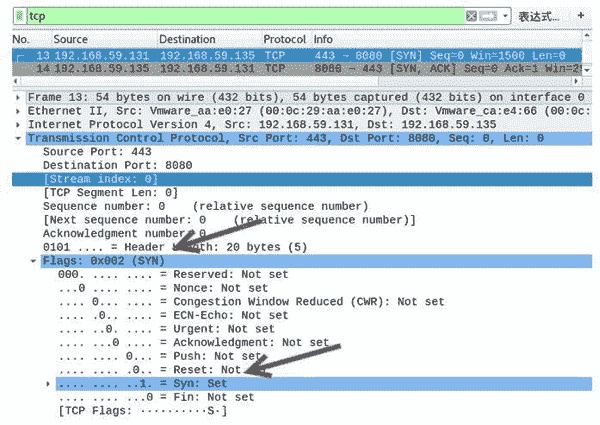 tcp 表达式… +
No. Source Destination Protocol Info
13 192.168.59.131 192.168.59.135 TCP 443 → 8080 [SYN] Seq=0 Win=1500 Len=0
14 192.168.59.135 192.168.59.131 TCP 8080 → 443 [SYN, ACK] Seq=0 Ack=1 Win=2
Frame 13: 54 bytes on wire (432 bits), 54 bytes captured (432 bits) on interface 0
Ethernet II, Src: Vmware_aa:e0:27 (00:0c:29:aa:e0:27), Dst: Vmware_ca:e4:66 (00:0c:
Internet Protocol Version 4, Src: 192.168.59.131, Dst: 192.168.59.135
Transmission Control Protocol, Src Port: 443, Dst Port: 8080, Seq: 0, Len: 0
Source Port: 443
Destination Port: 8080
[Stream index: 0]
[TCP Segment Len: 0]
Sequence number: 0 (relative sequence number)
[Next sequence number: 0 (relative sequence number)]
Acknowledgment number: 0
0101 .... = Header Length: 20 bytes (5)
Flags: 0x002 (SYN)
000. .... .... = Reserved: Not set
...0 .... .... = Nonce: Not set
.... 0... .... = Congestion Window Reduced (CWR): Not set
.... .0.. .... = ECN-Echo: Not set
.... ..0. .... = Urgent: Not set
.... ...0 .... = Acknowledgment: Not set
.... .... 0... = Push: Not set
.... .... .0.. = Reset: Not
.... .... ..1. = Syn: Set
.... .... ...0 = Fin: Not set
[TCP Flags: ··········S·]